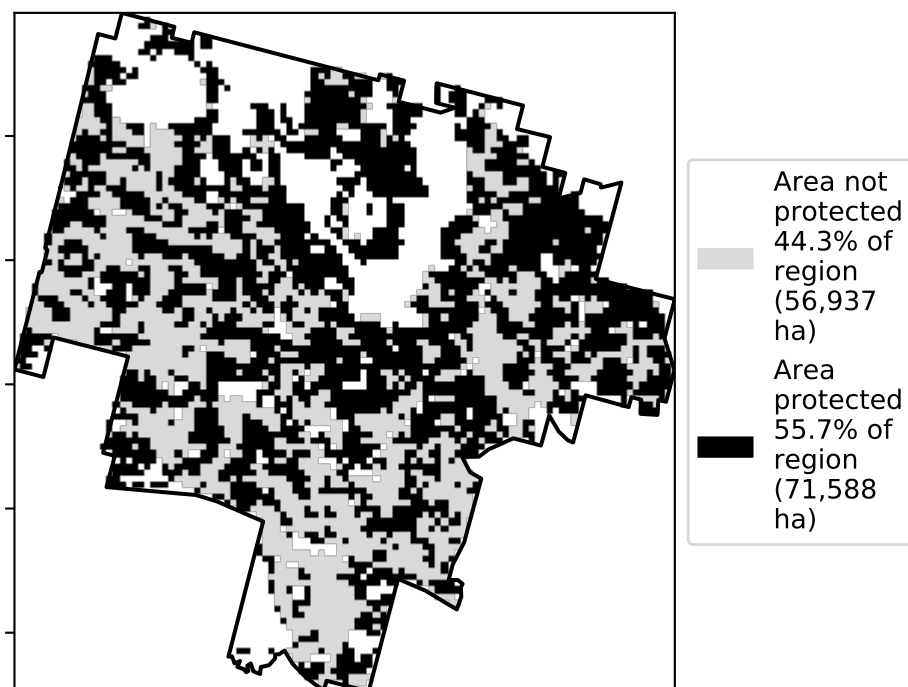 Area not
protected
44.3% of
region
(56,937
ha)
Area
protected
55.7% of
region
(71,588
ha)